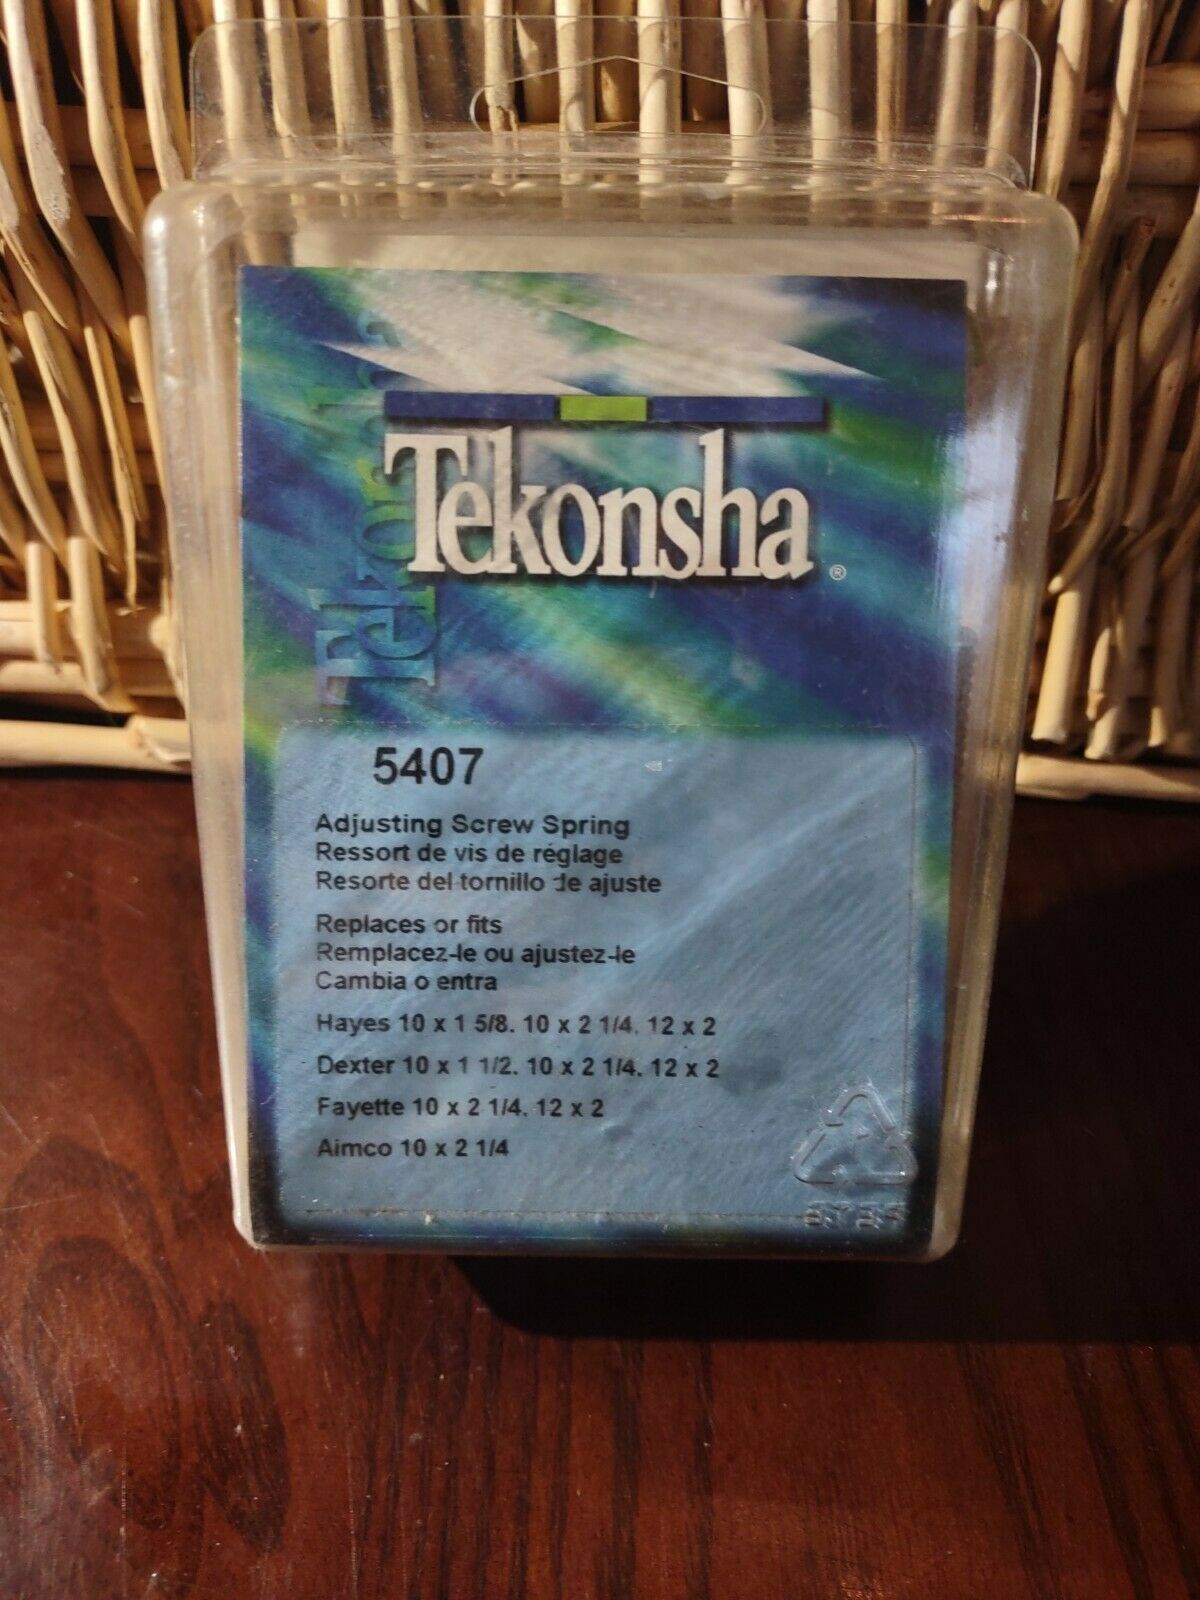 Tekonsha®
Tekonsha
5407
Adjusting Screw Spring
Ressort de vis de réglage
Resorte del tornillo de ajuste
Replaces or fits
Remplacez-le ou ajustez-le
Cambia o entra
Hayes 10 x 1 5/8. 10 x 2 1/4. 12 x 2
Dexter 10 x 1 1/2. 10 x 2 1/4. 12 x 2
Fayette 10 x 2 1/4. 12 x 2
Aimco 10 x 2 1/4